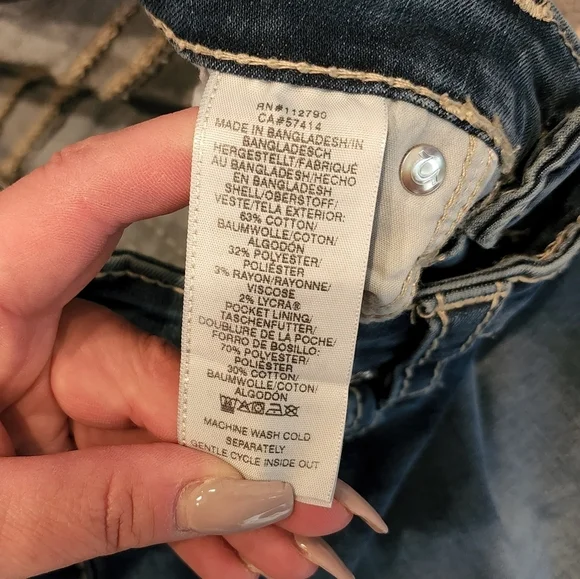 RN#112790
CA#57414
MADE IN BANGLADESH/IN
BANGLADESCH
HERGESTELLT/FABRIQUÉ
AU BANGLADESH/HECHO
EN BANGLADESH
SHELL/OBERSTOFF/
VESTE/TELA EXTERIOR:
63% COTTON/
BAUMWOLLE/COTON/
ALGODÓN
32% POLYESTER/
POLIÉSTER
3% RAYON/RAYONNE/
VISCOSE
2% LYCRA®
POCKET LINING/
TASCHENFUTTER/
DOUBLURE DE LA POCHE/
FORRO DE BOSILLO:
70% POLYESTER/
POLIÉSTER
30% COTTON/
BAUMWOLLE/COTON/
ALGODÓN
MACHINE WASH COLD
SEPARATELY
GENTLE CYCLE INSIDE OUT